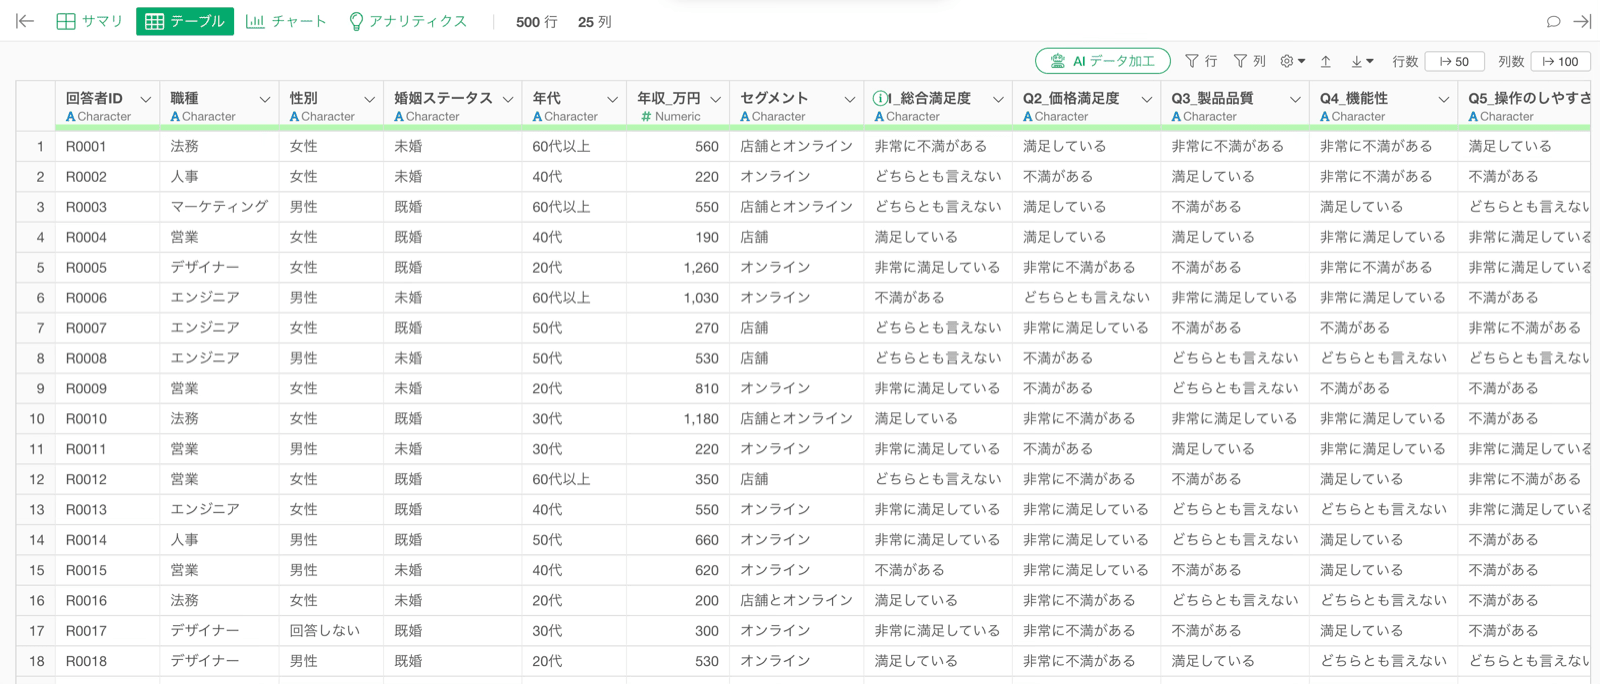 サマリ テーブル チャート アナリティクス 500 行 25 列
AI データ加工 行 列 行数 50 列数 100
回答者ID 職種 性別 婚姻ステータス 年代 年収_万円 セグメント 1_総合満足度 Q2_価格満足度 Q3_製品品質 Q4_機能性 Q5_操作のしやすさ
A Character A Character A Character A Character A Character # Numeric A Character A Character A Character A Character A Character A Character
1 R0001 法務 女性 未婚 60代以上 560 店舗とオンライン 非常に不満がある 満足している 非常に不満がある 非常に不満がある 満足している
2 R0002 人事 女性 未婚 40代 220 オンライン どちらとも言えない 不満がある 満足している 非常に不満がある 不満がある
3 R0003 マーケティング 男性 既婚 60代以上 550 店舗とオンライン どちらとも言えない 満足している 不満がある 満足している どちらとも言えない
4 R0004 営業 女性 既婚 40代 190 店舗 満足している 満足している 満足している 非常に満足している 非常に満足している
5 R0005 デザイナー 女性 既婚 20代 1,260 オンライン 非常に満足している 非常に不満がある 不満がある 非常に不満がある 非常に満足している
6 R0006 エンジニア 男性 未婚 60代以上 1,030 オンライン 不満がある どちらとも言えない 非常に満足している 非常に満足している 不満がある
7 R0007 エンジニア 女性 既婚 50代 270 店舗 どちらとも言えない 非常に満足している 不満がある 不満がある 非常に不満がある
8 R0008 エンジニア 男性 未婚 50代 530 店舗 どちらとも言えない 不満がある どちらとも言えない どちらとも言えない どちらとも言えない
9 R0009 営業 女性 未婚 20代 810 オンライン 非常に満足している 不満がある どちらとも言えない 不満がある 不満がある
10 R0010 法務 女性 既婚 30代 1,180 店舗とオンライン 満足している 非常に不満がある 非常に満足している 非常に満足している 不満がある
11 R0011 営業 男性 未婚 30代 220 オンライン 非常に満足している 不満がある 満足している 非常に満足している 不満がある
12 R0012 営業 女性 既婚 60代以上 350 店舗 どちらとも言えない 非常に不満がある 不満がある 非常に満足している 非常に不満がある
13 R0013 エンジニア 女性 既婚 40代 550 オンライン 非常に満足している 非常に満足している どちらとも言えない どちらとも言えない 非常に満足している
14 R0014 人事 男性 既婚 50代 660 オンライン 非常に満足している 非常に満足している どちらとも言えない 満足している 不満がある
15 R0015 営業 男性 既婚 40代 620 オンライン 不満がある 非常に満足している 不満がある 満足している 不満がある
16 R0016 法務 女性 未婚 20代 200 店舗とオンライン 満足している 非常に不満がある どちらとも言えない どちらとも言えない 不満がある
17 R0017 デザイナー 回答しない 既婚 30代 300 オンライン 非常に満足している 非常に不満がある 不満がある 満足している 不満がある
18 R0018 デザイナー 男性 既婚 20代 530 オンライン 満足している 非常に不満がある 満足している どちらとも言えない どちらとも言えない